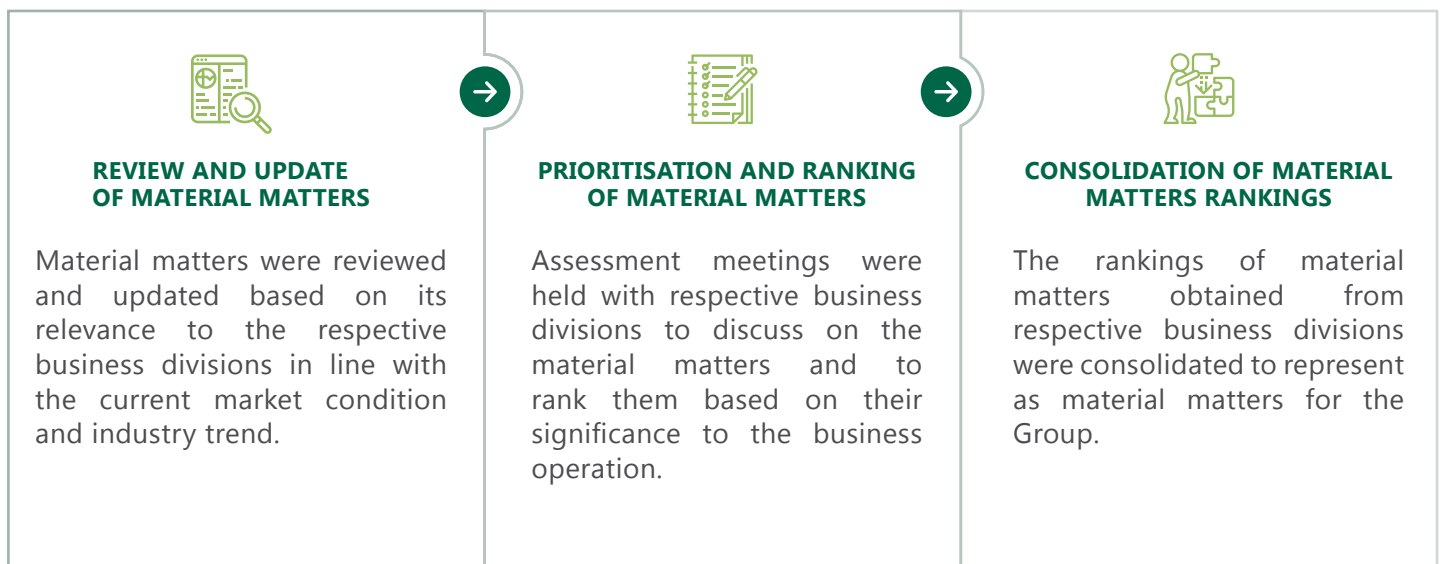 REVIEW AND UPDATE
OF MATERIAL MATTERS
Material matters were reviewed
and updated based on its
relevance to the respective
business divisions in line with
the current market condition
and industry trend.
PRIORITISATION AND RANKING
OF MATERIAL MATTERS
Assessment meetings were
held with respective business
divisions to discuss on the
material matters and to
rank them based on their
significance to the business
operation.
CONSOLIDATION OF MATERIAL
MATTERS RANKINGS
The rankings of material
matters obtained from
respective business divisions
were consolidated to represent
as material matters for the
Group.